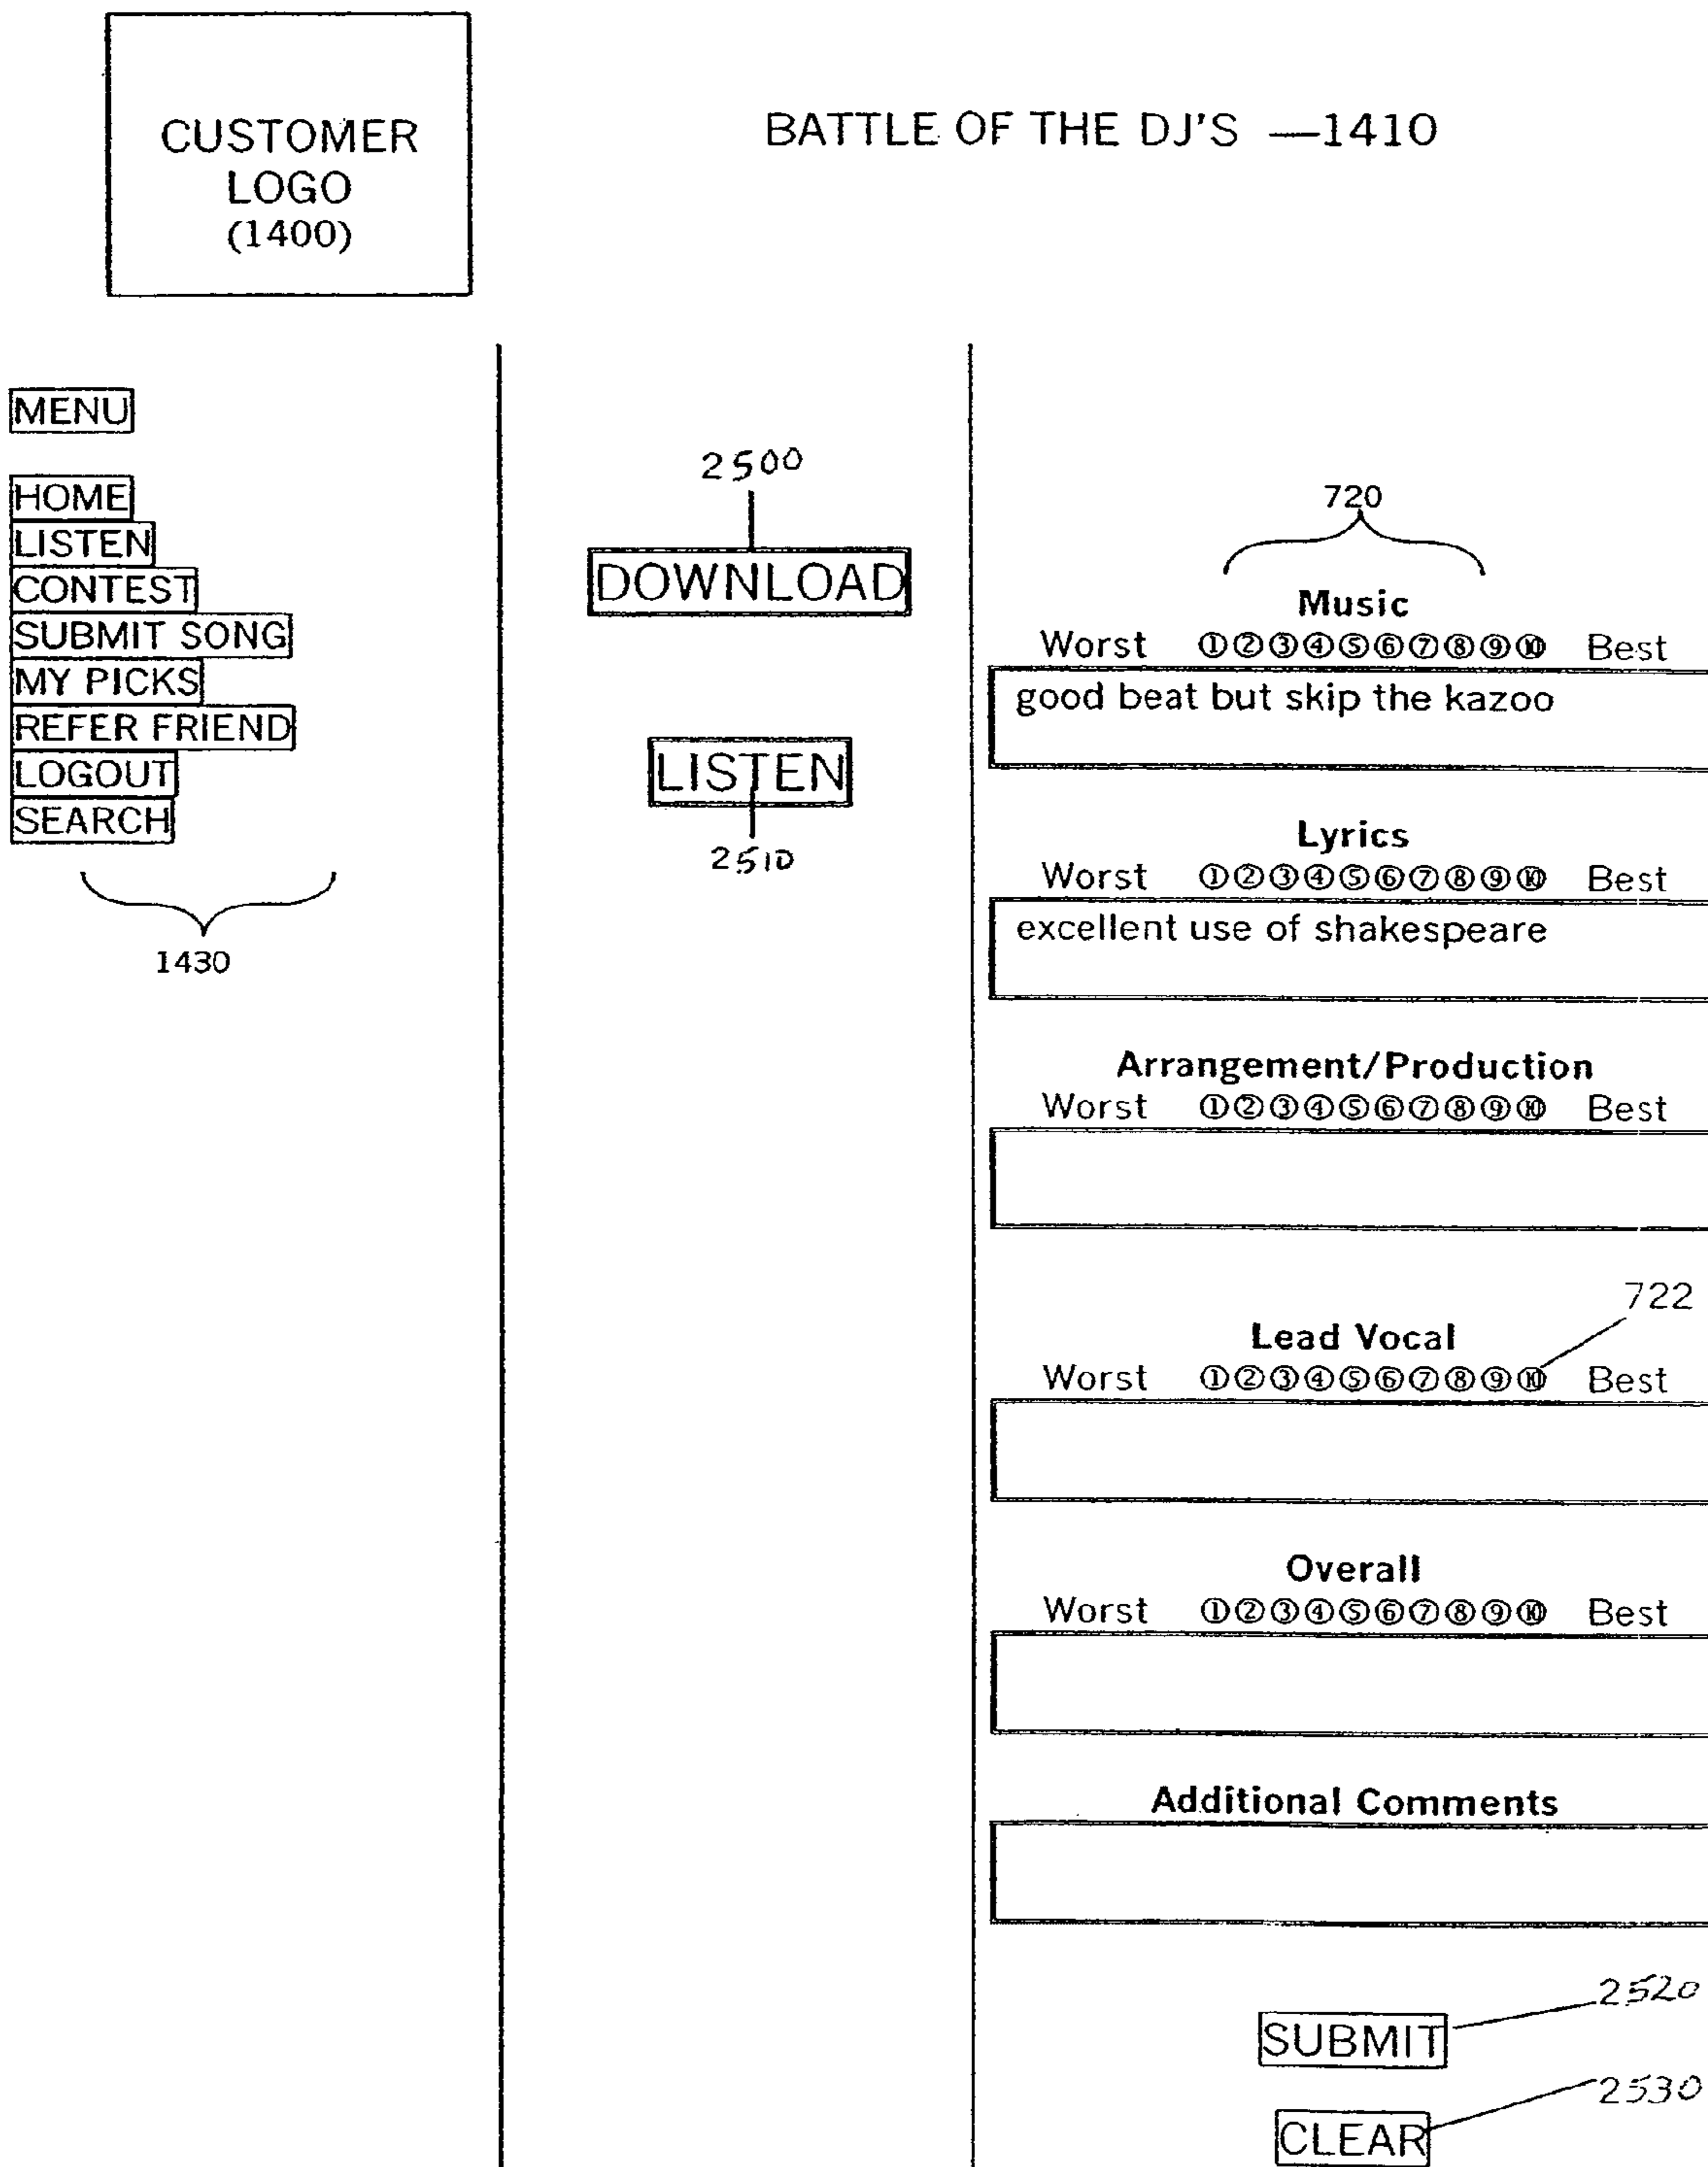 CUSTOMER
LOGO
(1400)
BATTLE OF THE DJ'S —1410
MENU
HOME
LISTEN
CONTEST
SUBMIT SONG
MY PICKS
REFER FRIEND
LOGOUT
SEARCH
1430
2500
DOWNLOAD
LISTEN
2510
720
Music
Worst ①②③④⑤⑥⑦⑧⑨⑩ Best
good beat but skip the kazoo
Lyrics
Worst ①②③④⑤⑥⑦⑧⑨⑩ Best
excellent use of shakespeare
Arrangement/Production
Worst ①②③④⑤⑥⑦⑧⑨⑩ Best
722
Lead Vocal
Worst ①②③④⑤⑥⑦⑧⑨⑩ Best
Overall
Worst ①②③④⑤⑥⑦⑧⑨⑩ Best
Additional Comments
2520
SUBMIT
2530
CLEAR